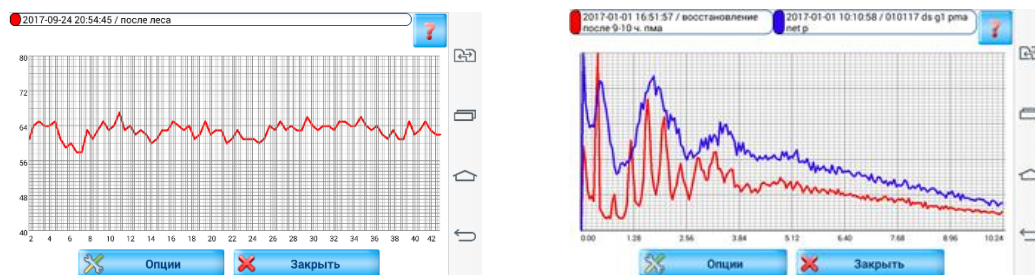 2017-09-24 20:54:45 / после леса
?
80
72
64
56
48
40
2 4 6 8 10 12 14 16 18 20 22 24 26 28 30 32 34 36 38 40 42
Опции
Закрыть
2017-01-01 16:51:57 / восстановление
после 9-10 ч. пма
2017-01-01 10:10:58 / 010117 ds g1 pma
net p
?
0.00 1.28 2.56 3.84 5.12 6.40 7.68 8.96 10.24
Опции
Закрыть